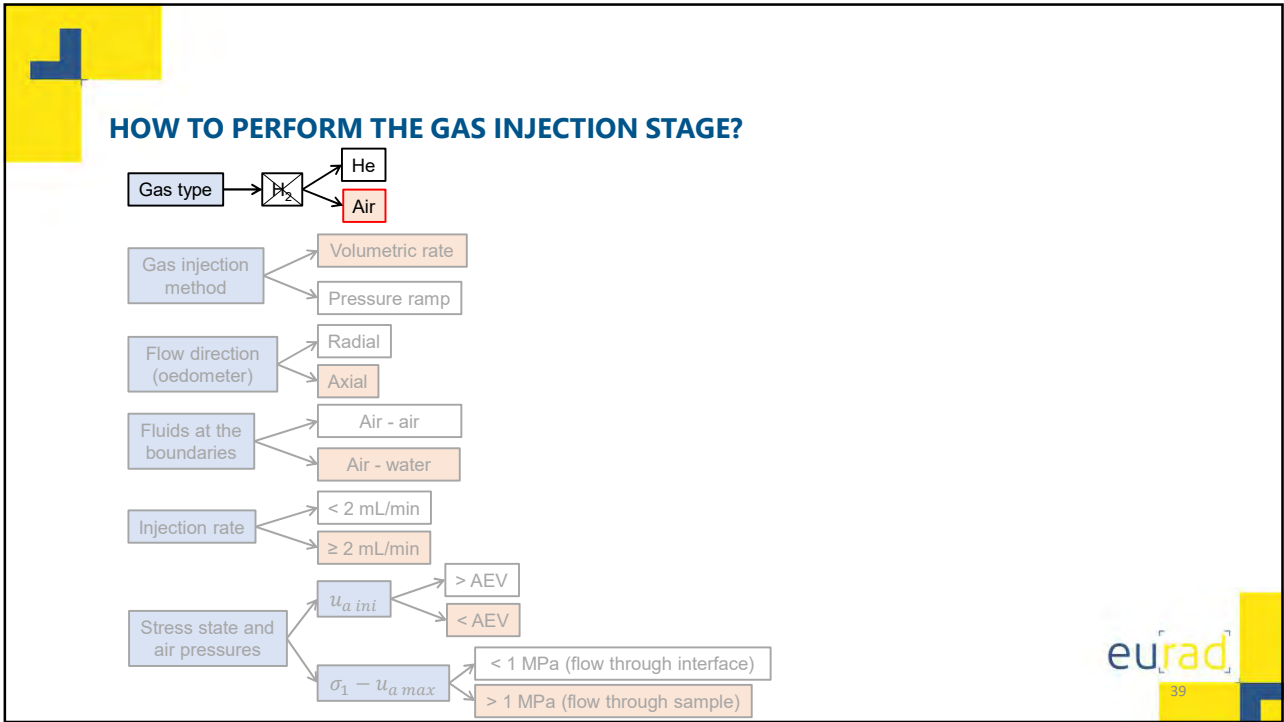 HOW TO PERFORM THE GAS INJECTION STAGE?
Gas type
H₂
He
Air
Gas injection
method
Volumetric rate
Pressure ramp
Flow direction
(oedometer)
Radial
Axial
Fluids at the
boundaries
Air - air
Air - water
Injection rate
< 2 mL/min
≥ 2 mL/min
Stress state and
air pressures
u_{a ini}
> AEV
< AEV
σ₁ − u_{a max}
< 1 MPa (flow through interface)
> 1 MPa (flow through sample)
eurad
39